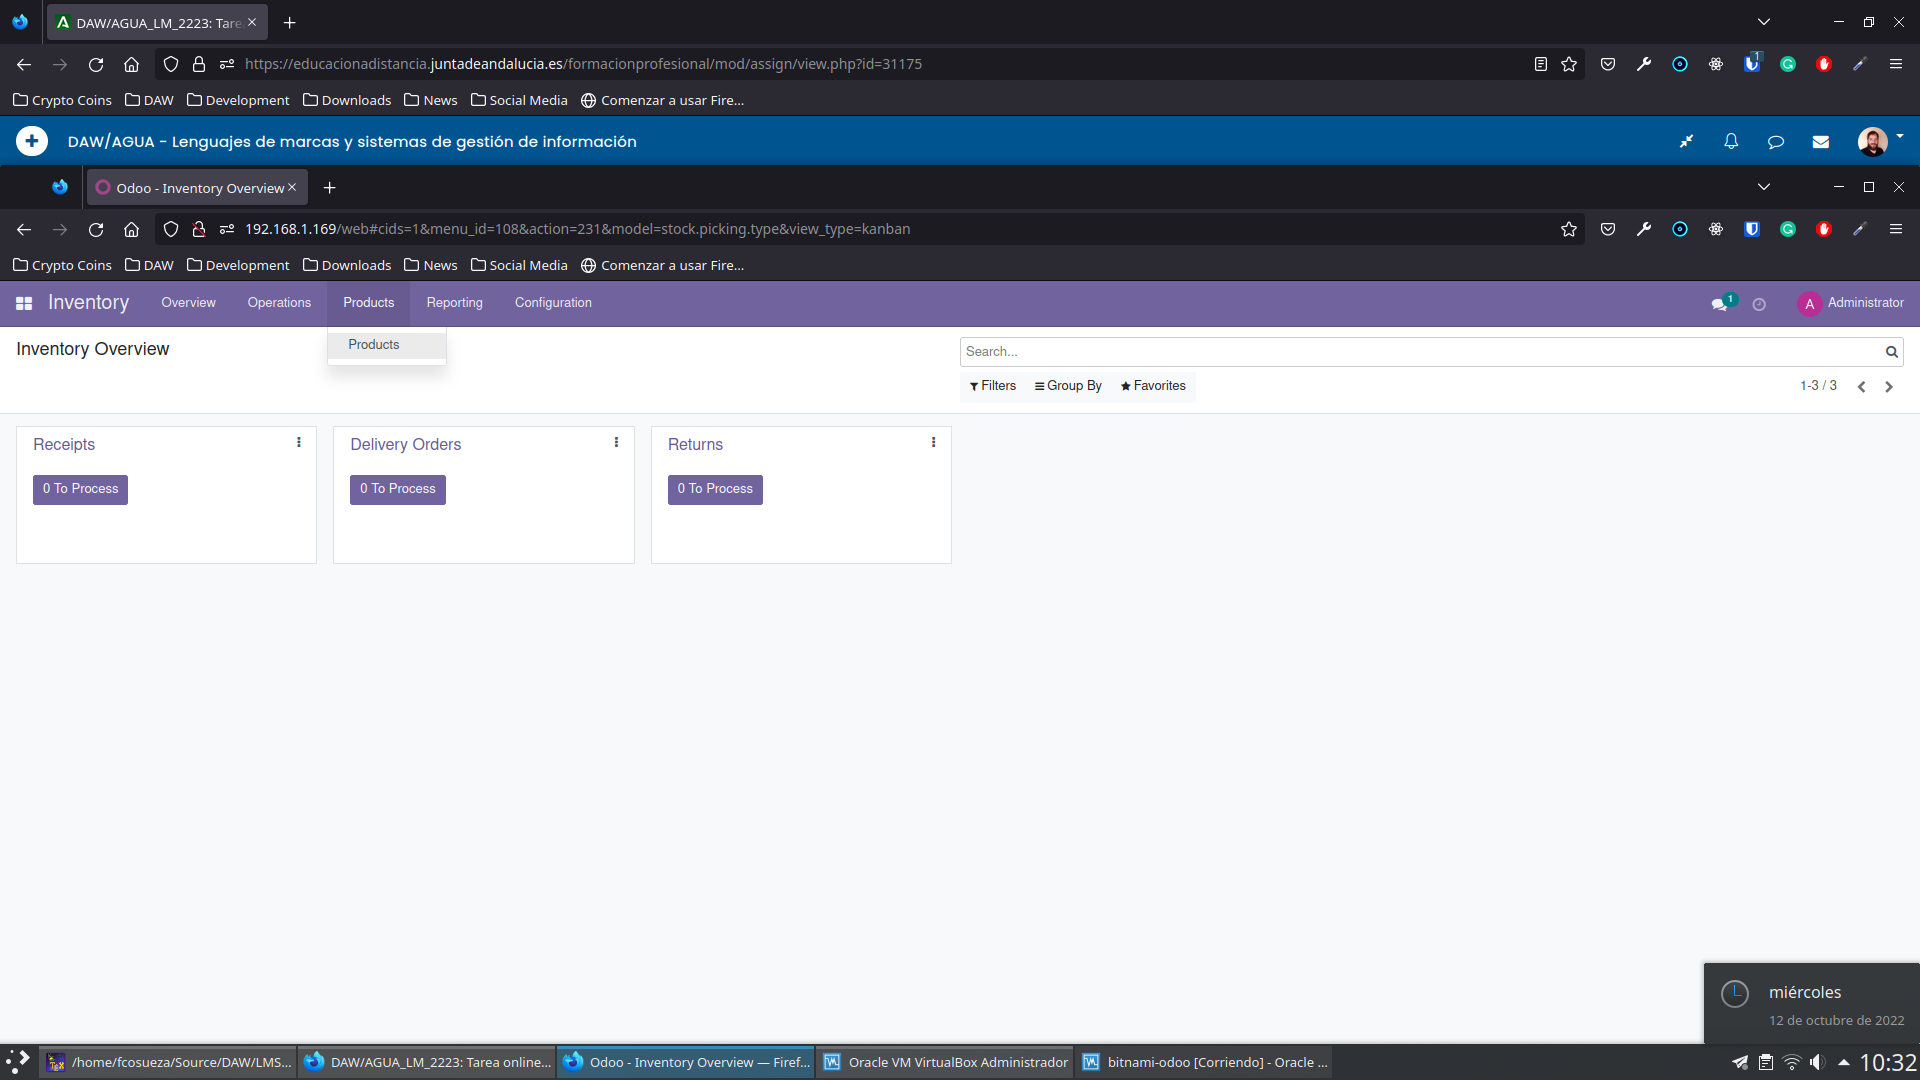 DAW/AGUA_LM_2223: Tare
https://educacionadistancia.juntadeandalucia.es/formacionprofesional/mod/assign/view.php?id=31175
1
Crypto Coins DAW Development Downloads News Social Media Comenzar a usar Fire...
DAW/AGUA - Lenguajes de marcas y sistemas de gestión de información
Odoo - Inventory Overview
192.168.1.169/web#cids=1&menu_id=108&action=231&model=stock.picking.type&view_type=kanban
Crypto Coins DAW Development Downloads News Social Media Comenzar a usar Fire...
Inventory Overview Operations Products Reporting Configuration 1 A Administrator
Products
Inventory Overview
Search...
Filters Group By Favorites 1-3 / 3
Receipts Delivery Orders Returns
0 To Process 0 To Process 0 To Process
miércoles
12 de octubre de 2022
/home/fcosueza/Source/DAW/LMS... DAW/AGUA_LM_2223: Tarea online... Odoo - Inventory Overview — Firef... Oracle VM VirtualBox Administrador bitnami-odoo [Corriendo] - Oracle ... 10:32